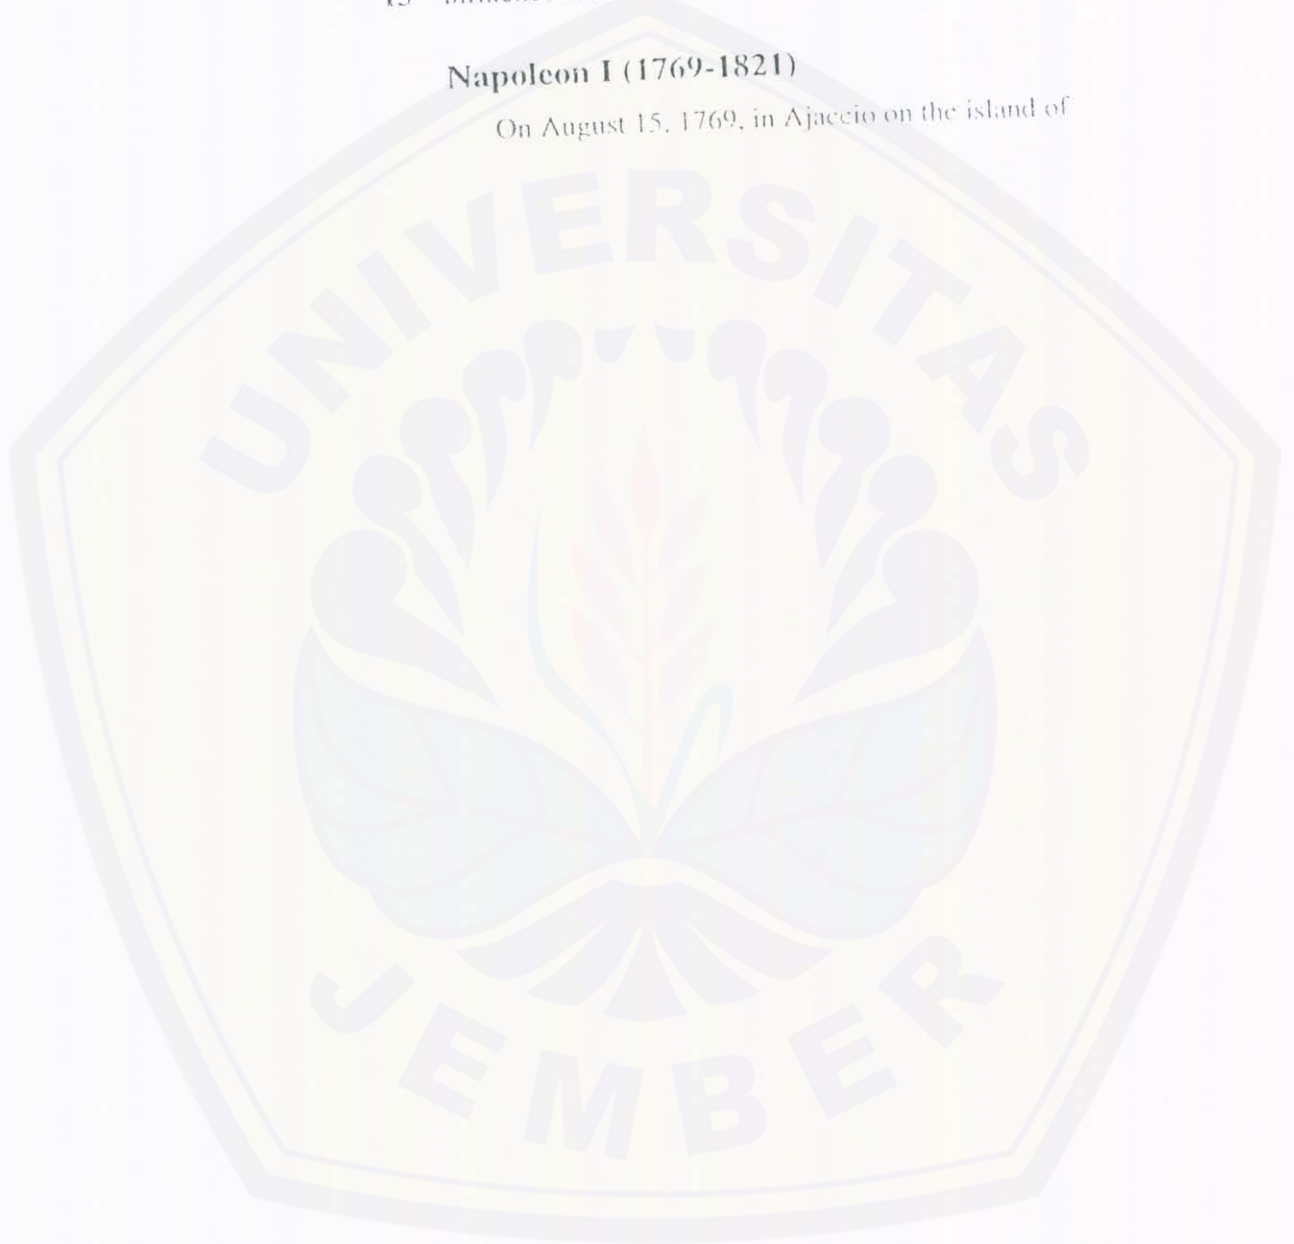 Napoleon I (1769-1821)
On August 15, 1769, in Ajaccio on the island of
UNIVERSITAS
JEMBER